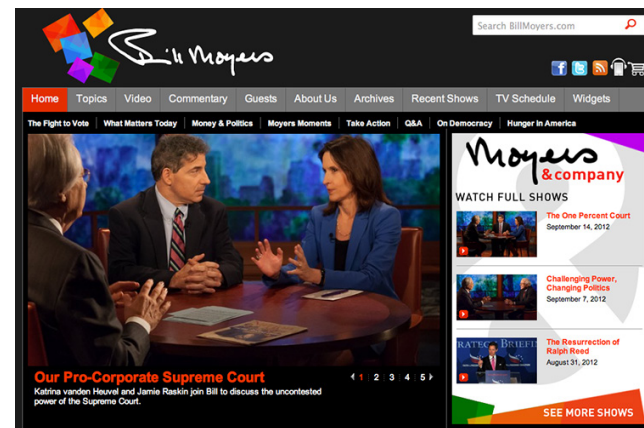 Bill Moyers
Search BillMoyers.com
Home Topics Video Commentary Guests About Us Archives Recent Shows TV Schedule Widgets
The Fight to Vote What Matters Today Money & Politics Moyers Moments Take Action Q&A On Democracy Hunger in America
Moyers
&company
WATCH FULL SHOWS
The One Percent Court
September 14, 2012
Challenging Power,
Changing Politics
September 7, 2012
The Resurrection of
Ralph Reed
August 31, 2012
SEE MORE SHOWS
Our Pro-Corporate Supreme Court
1 2 3 4 5
Katrina vanden Heuvel and Jamie Raskin join Bill to discuss the uncontested
power of the Supreme Court.